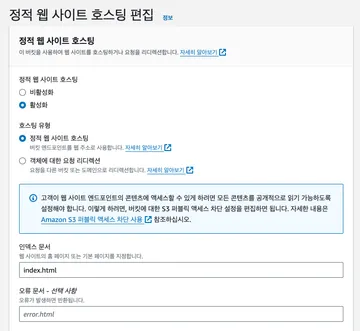 정적 웹 사이트 호스팅 편집 정보
정적 웹 사이트 호스팅
이 버킷을 사용하여 웹 사이트를 호스팅하거나 요청을 리디렉션합니다. 자세히 알아보기
정적 웹 사이트 호스팅
비활성화
활성화
호스팅 유형
정적 웹 사이트 호스팅
버킷 엔드포인트를 웹 주소로 사용합니다. 자세히 알아보기
객체에 대한 요청 리디렉션
요청을 다른 버킷 또는 도메인으로 리디렉션합니다. 자세히 알아보기
고객이 웹 사이트 엔드포인트의 콘텐츠에 액세스할 수 있게 하려면 모든 콘텐츠를 공개적으로 읽기 가능하도록
설정해야 합니다. 이렇게 하려면, 버킷에 대한 S3 퍼블릭 액세스 차단 설정을 편집하면 됩니다. 자세한 내용은
Amazon S3 퍼블릭 액세스 차단 사용 참조하십시오.
인덱스 문서
웹 사이트의 홈 페이지 또는 기본 페이지를 지정합니다.
index.html
오류 문서 - 선택 사항
오류가 발생하면 반환됩니다.
error.html